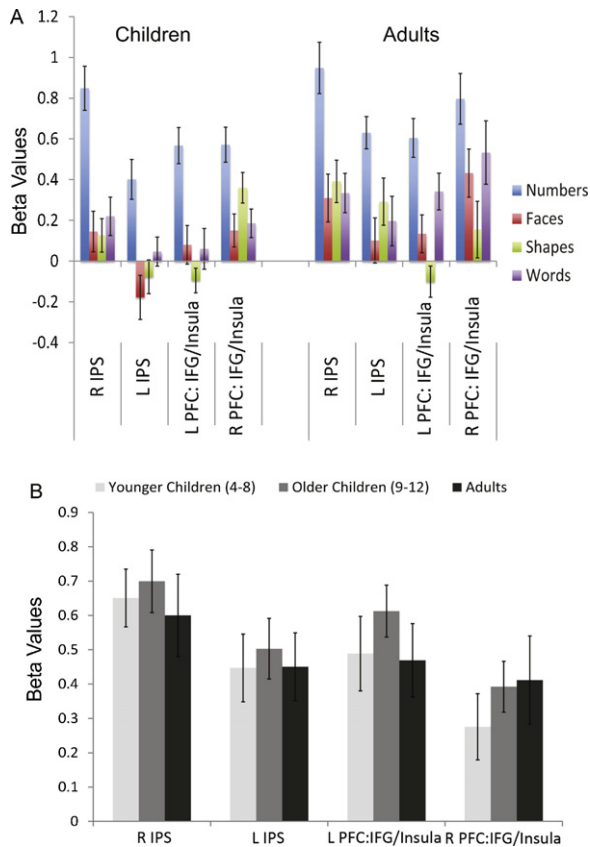 A
Children
Adults
1.2
1
0.8
0.6
0.4
0.2
0
-0.2
-0.4
Beta Values
Numbers
Faces
Shapes
Words
R IPS
L IPS
L PFC: IFG/Insula
R PFC: IFG/Insula
R IPS
L IPS
L PFC: IFG/Insula
R PFC: IFG/Insula
B
Younger Children (4-8) Older Children (9-12) Adults
0.9
0.8
0.7
0.6
0.5
0.4
0.3
0.2
0.1
0
Beta Values
R IPS L IPS L PFC:IFG/Insula R PFC:IFG/Insula